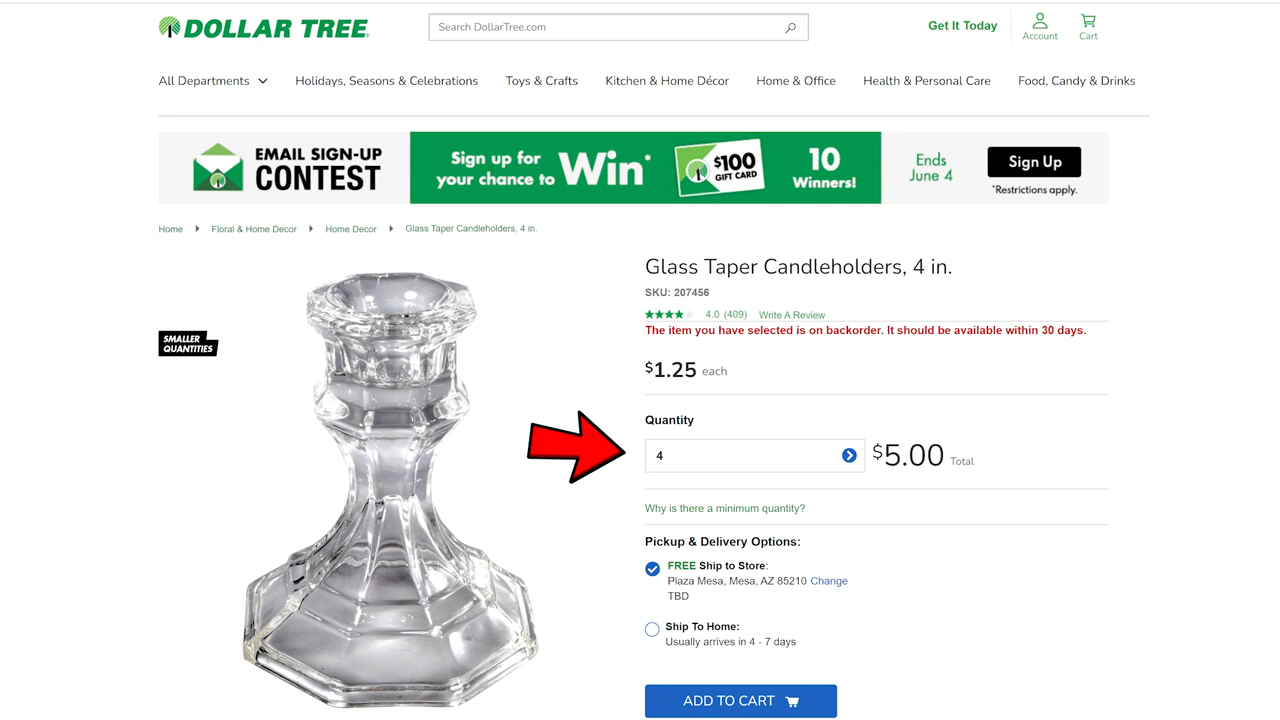 DOLLAR TREE
Search DollarTree.com
Get It Today
Account
Cart
All Departments
Holidays, Seasons & Celebrations
Toys & Crafts
Kitchen & Home Décor
Home & Office
Health & Personal Care
Food, Candy & Drinks
EMAIL SIGN-UP
CONTEST
Sign up for
your chance to
Win*
$100
GIFT CARD
10
Winners!
Ends
June 4
Sign Up
*Restrictions apply.
Home
Floral & Home Decor
Home Decor
Glass Taper Candleholders, 4 in.
SMALLER
QUANTITIES
Glass Taper Candleholders, 4 in.
SKU: 207456
4.0 (409) Write A Review
The item you have selected is on backorder. It should be available within 30 days.
$1.25 each
Quantity
4
$5.00 Total
Why is there a minimum quantity?
Pickup & Delivery Options:
FREE Ship to Store:
Plaza Mesa, Mesa, AZ 85210 Change
TBD
Ship To Home:
Usually arrives in 4 - 7 days
ADD TO CART